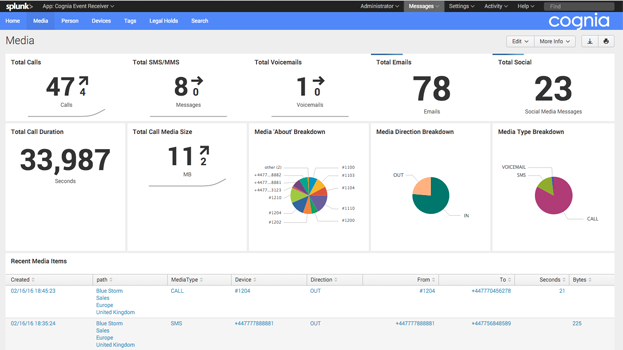 splunk> App: Cognia Event Receiver Administrator Messages Settings Activity Help Find
Home Media Person Devices Tags Legal Holds Search cognia
Media Edit More Info
Total Calls Total SMS/MMS Total Voicemails Total Emails Total Social
47 4 8 0 1 0 78 23
Calls Messages Voicemails Emails Social Media Messages
Total Call Duration Total Call Media Size Media 'About' Breakdown Media Direction Breakdown Media Type Breakdown
33,987
Seconds
11 2
MB
other (2)
+4477...8882
+4477...8881
+4477...3123
#1210
#1204
#1202
#1100
#1103
#1104
#1110
#1200
OUT
IN
VOICEMAIL
SMS
CALL
Recent Media Items
Created path MediaType Device Direction From To Seconds Bytes
02/16/16 18:45:23 Blue Storm CALL #1204 OUT #1204 +447770456278 21
Sales
Europe
United Kingdom
02/16/16 18:35:24 Blue Storm SMS +447777888881 OUT +447777888881 +447756848589 225
Sales
Europe
United Kingdom